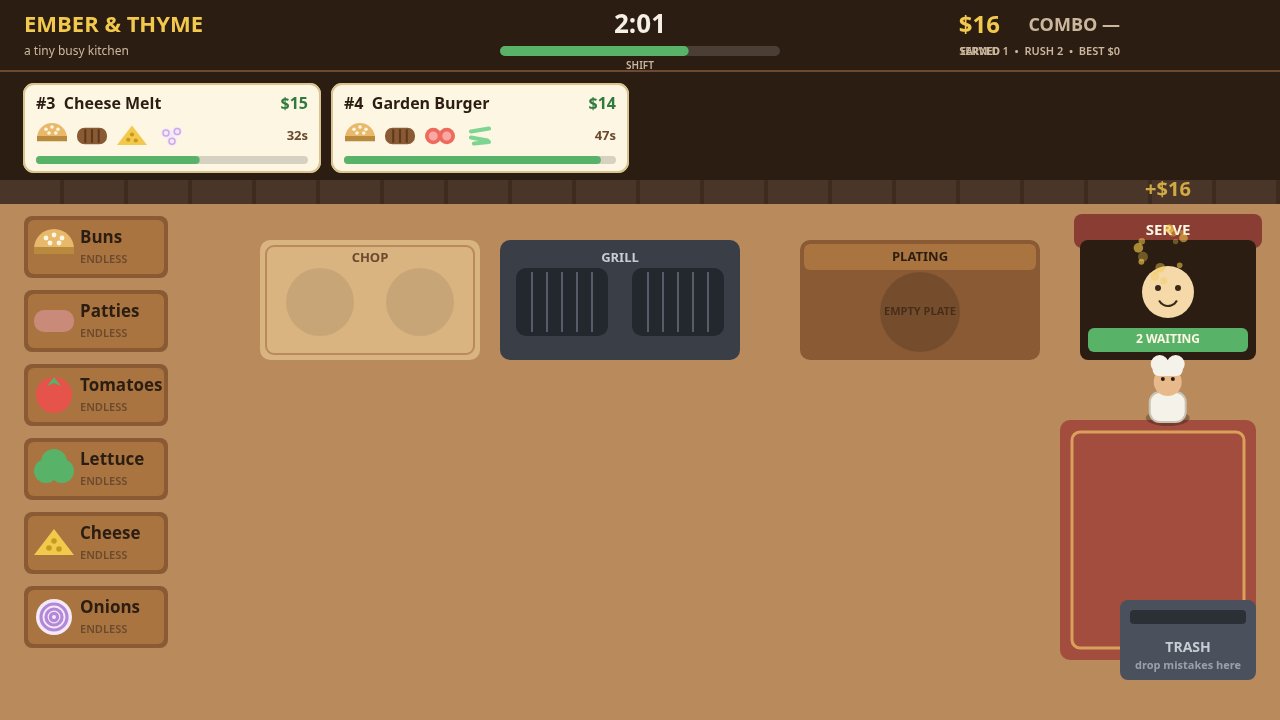 EMBER & THYME
a tiny busy kitchen
2:01
SHIFT
$16
COMBO —
1 • RUSH 2 • BEST $0
#3 Cheese Melt $15
32s
#4 Garden Burger $14
47s
+$16
Buns
ENDLESS
Patties
ENDLESS
Tomatoes
ENDLESS
Lettuce
ENDLESS
Cheese
ENDLESS
Onions
ENDLESS
CHOP
GRILL
PLATING
EMPTY PLATE
SERVE
2 WAITING
TRASH
drop mistakes here